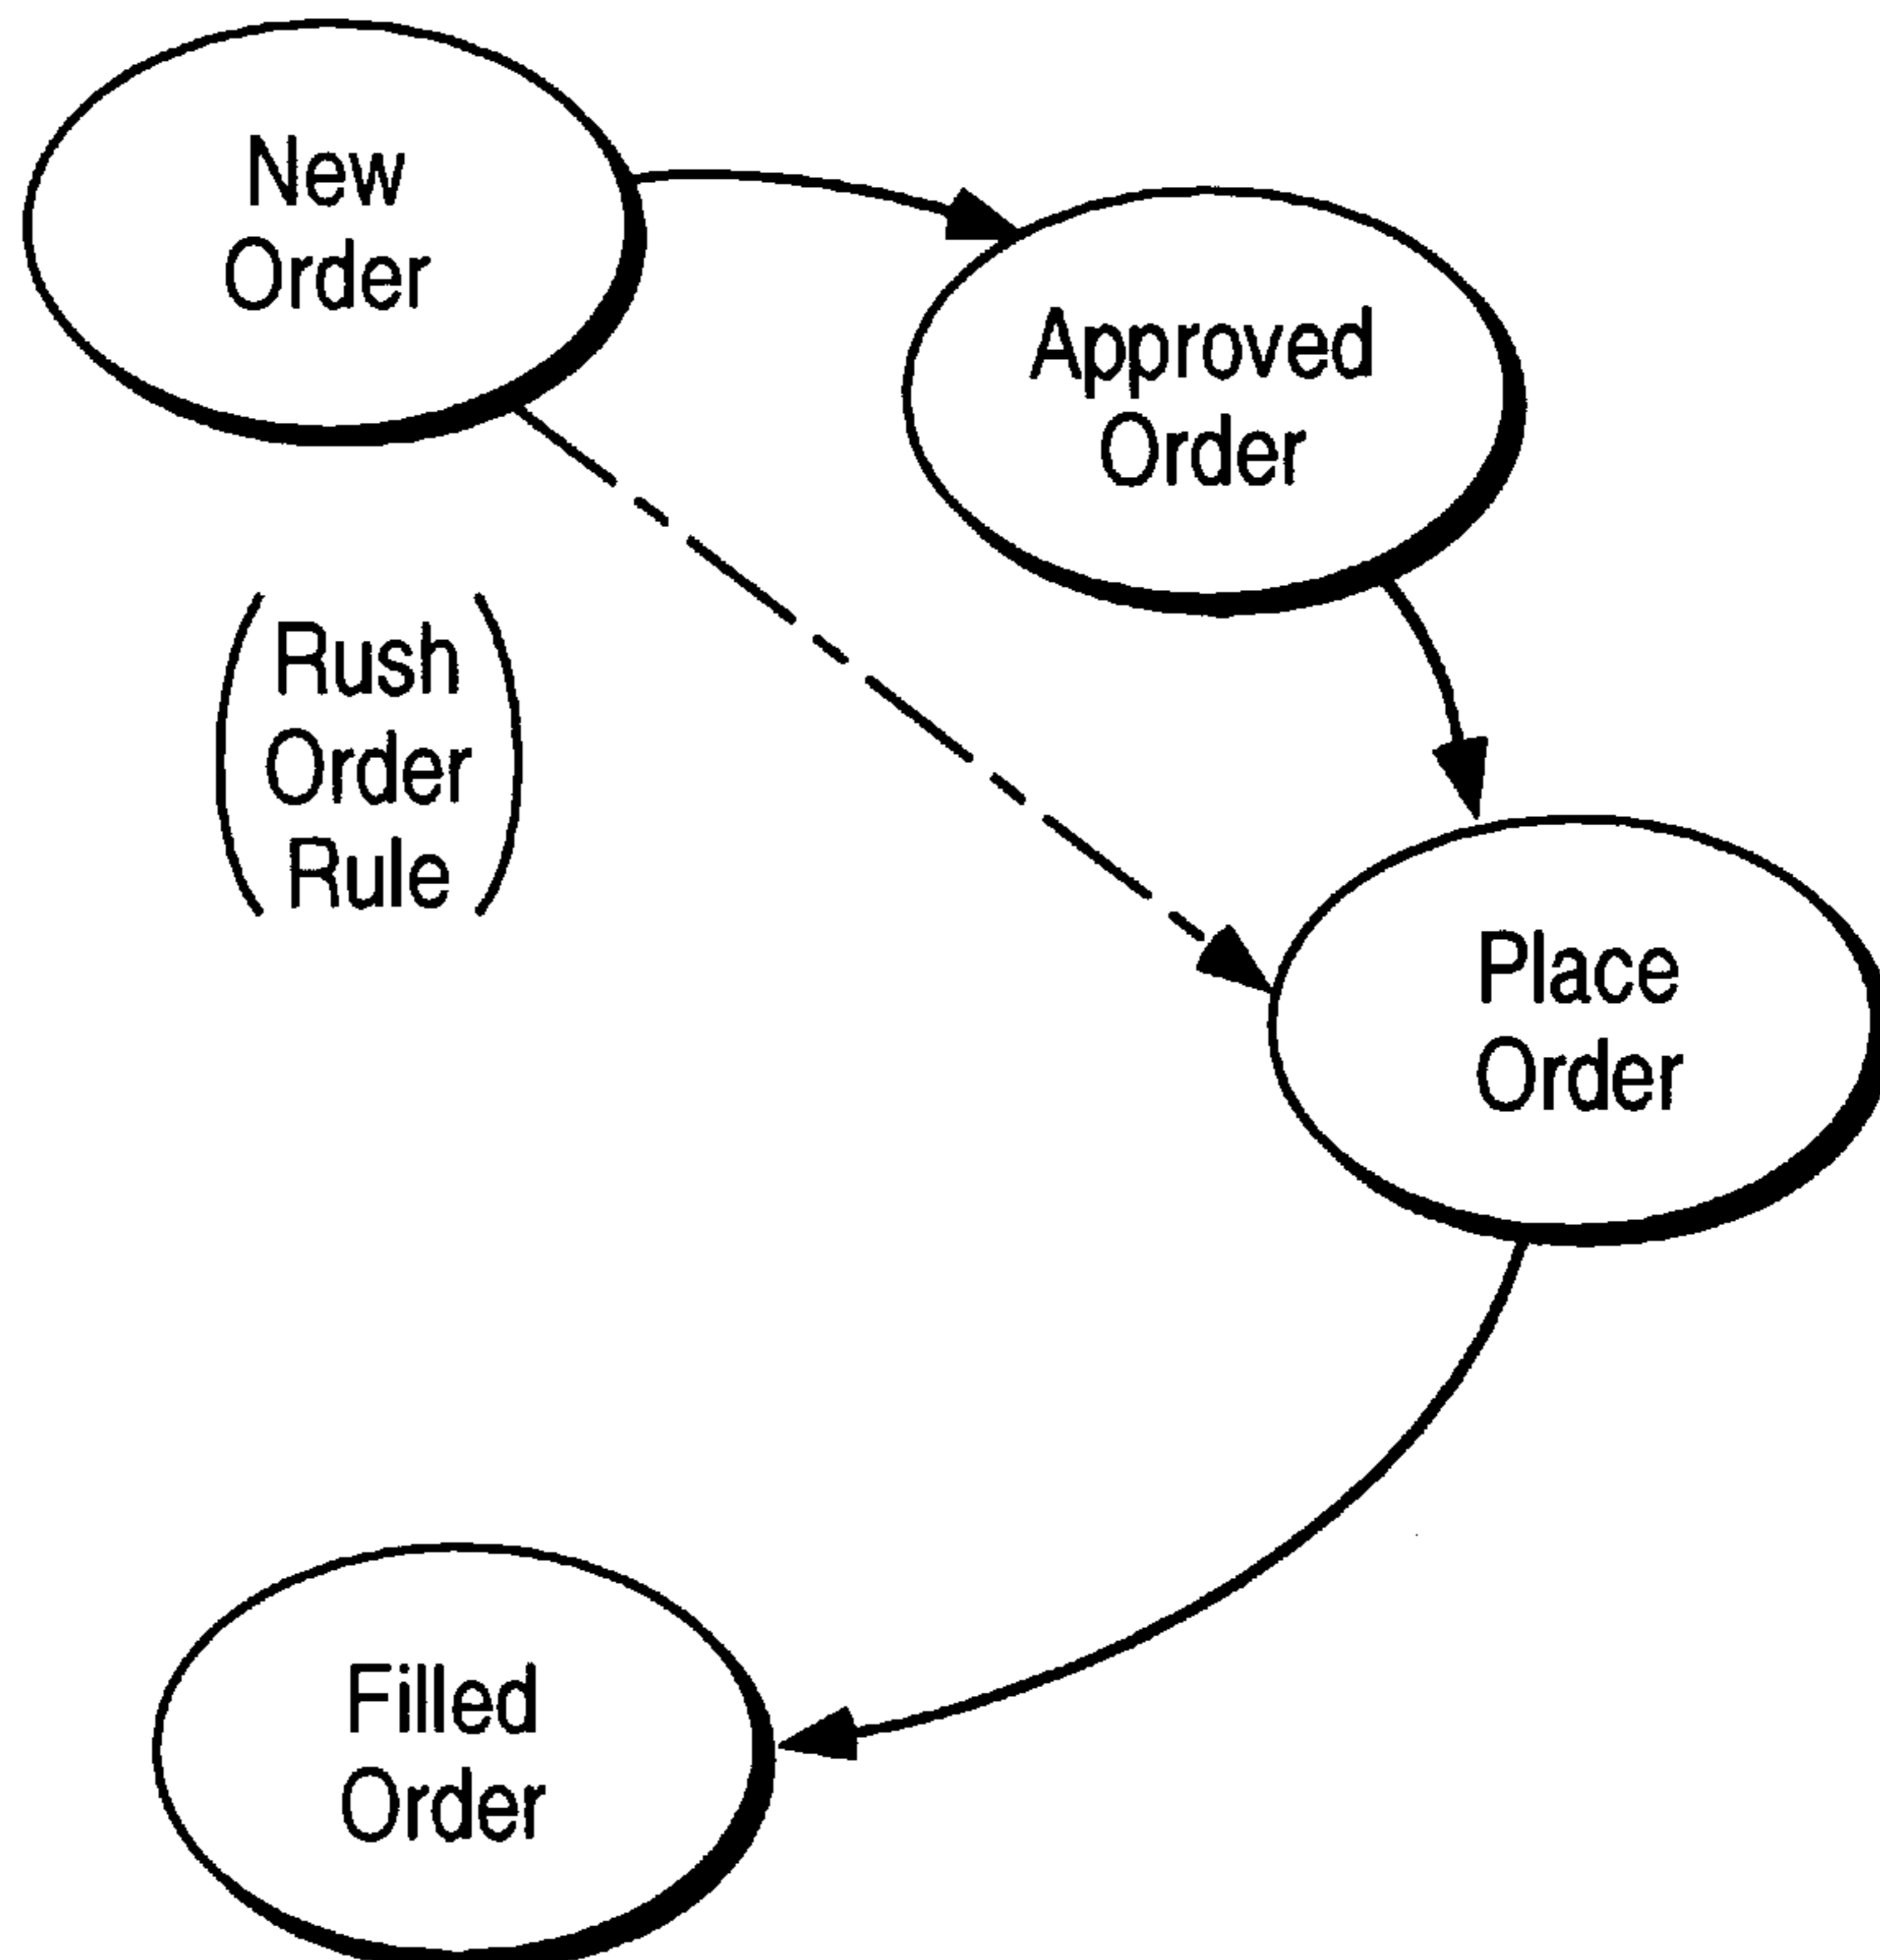 New
Order
Approved
Order
Rush
Order
Rule
Place
Order
Filled
Order